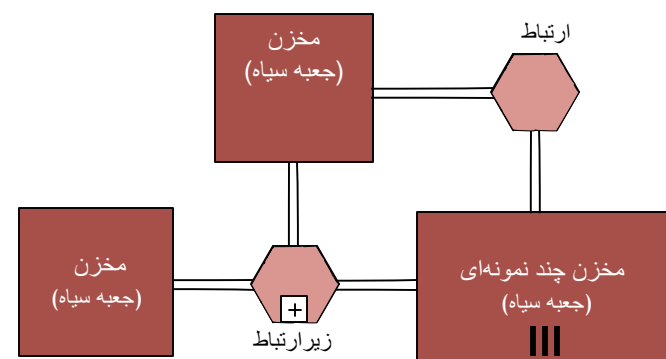 ارتباط
مخزن
(جعبه سیاه)
مخزن
(جعبه سیاه)
مخزن چند نمونه‌ای
(جعبه سیاه)
+
زیرارتباط